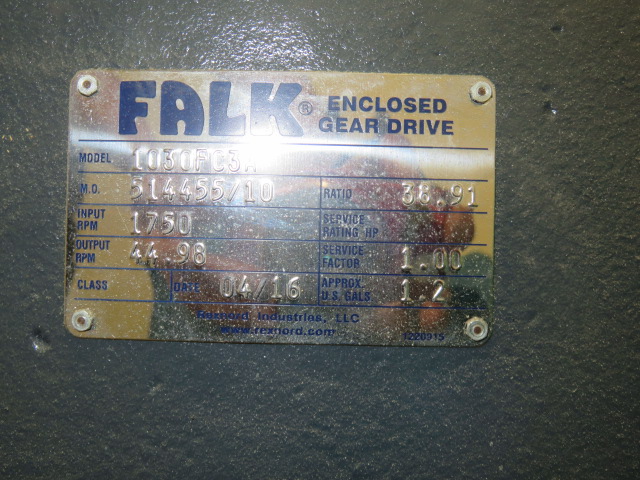 FALK® ENCLOSED GEAR DRIVE
MODEL 1030FC3A
M.O. 514455/10 RATIO 38.91
INPUT RPM 1750 SERVICE RATING HP
OUTPUT RPM 44.98 SERVICE FACTOR 1.00
CLASS DATE 04/16 APPROX. U.S. GALS 1.2
Rexnord Industries, LLC
www.rexnord.com
1220915